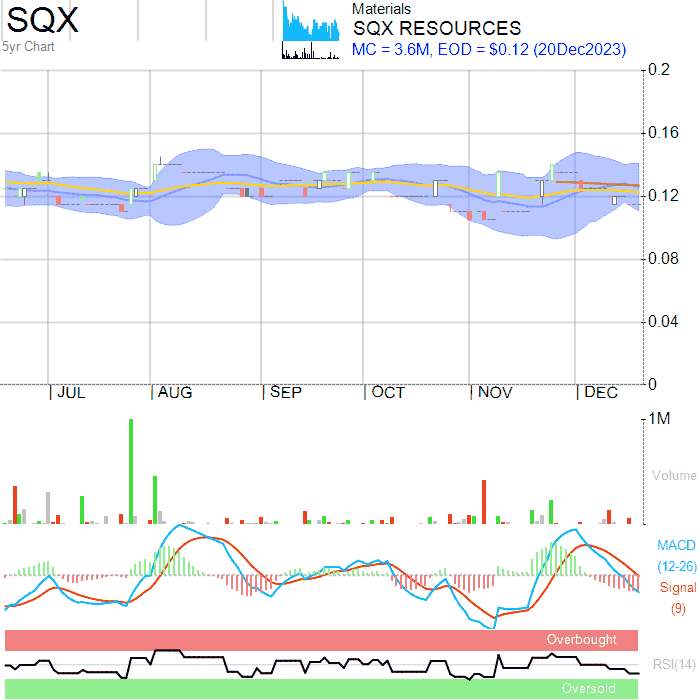 SQX
5yr Chart
Materials
SQX RESOURCES
MC = 3.6M, EOD = $0.12 (20Dec2023)
0.2
0.16
0.12
0.08
0.04
0
JUL AUG SEP OCT NOV DEC
1M
Volume
MACD
(12-26)
Signal
(9)
Overbought
RSI(14)
Oversold